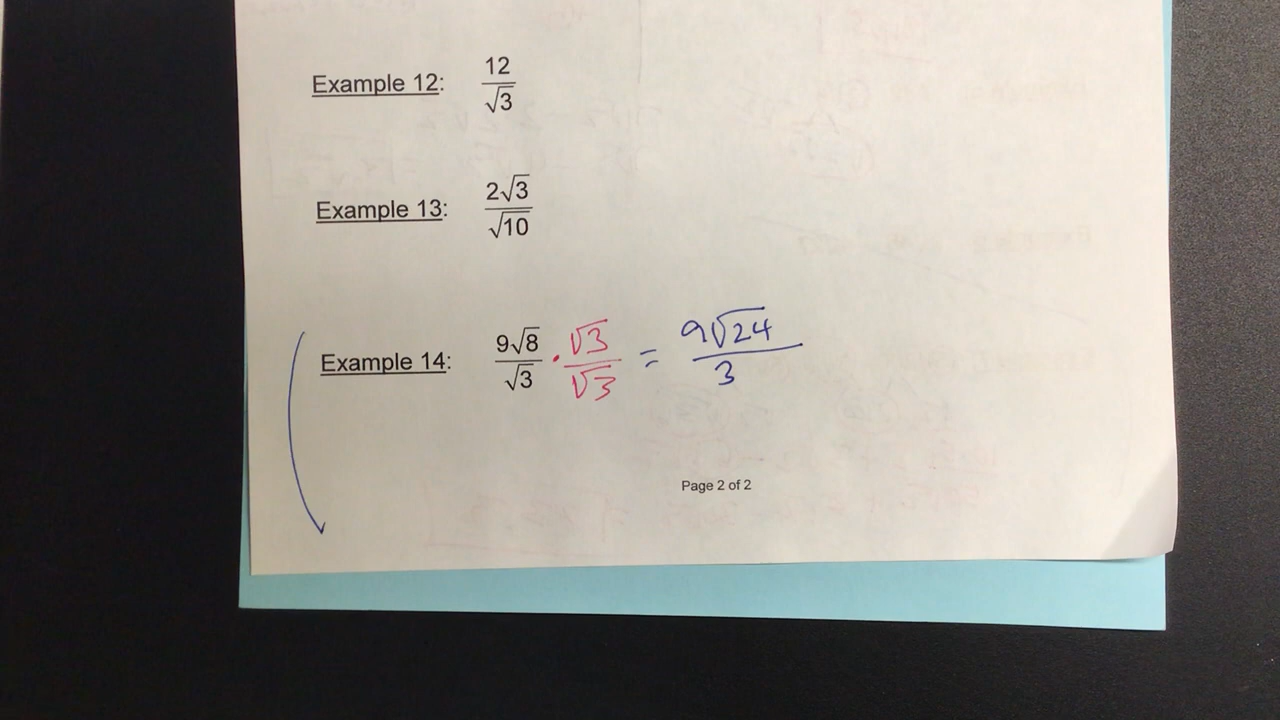 Example 12: 12/√3
Example 13: 2√3/√10
Example 14: 9√8/√3 · √3/√3 = 9√24/3
Page 2 of 2